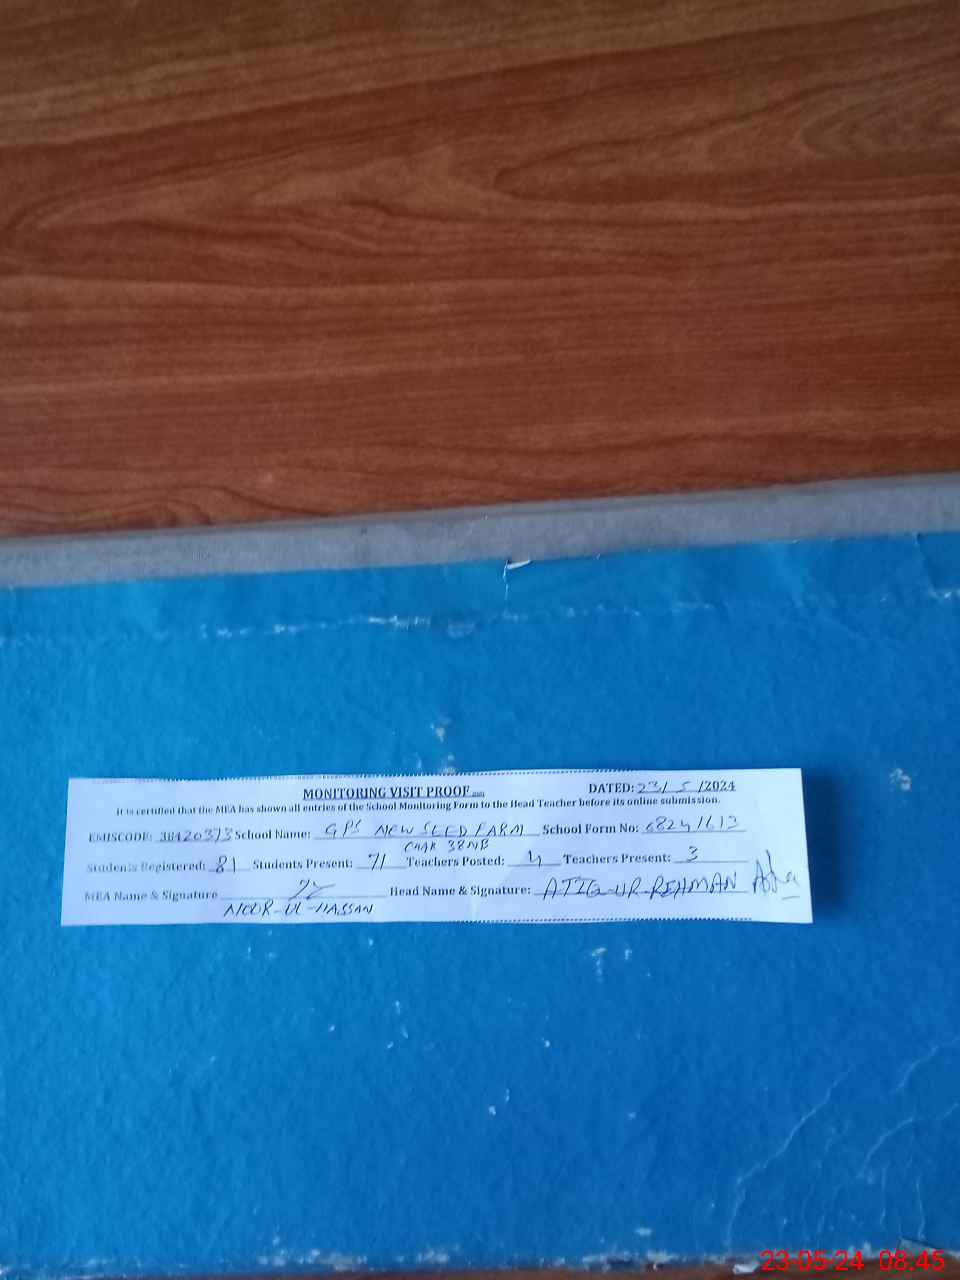 MONITORING VISIT PROOF DATED: 23/5/2024
it is certified that the MEA has shown all entries of the School Monitoring Form to the Head Teacher before its online submission.
EMISCODE: 38420373 School Name: GPS NEW SEED FARM School Form No: 68241613
CHAK 38NB
Students Registered: 81 Students Present: 71 Teachers Posted: 4 Teachers Present: 3
MEA Name & Signature Head Name & Signature: ATIQ-UR-REHMAN
NOOR-UL-HASSAN
23-05-24 08:45